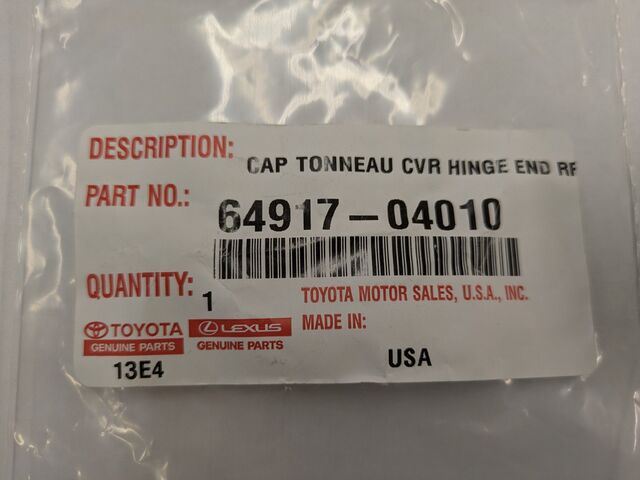 DESCRIPTION: CAP TONNEAU CVR HINGE END RF
PART NO.: 64917-04010
QUANTITY: 1
TOYOTA MOTOR SALES, U.S.A., INC.
TOYOTA LEXUS MADE IN:
GENUINE PARTS GENUINE PARTS
13E4 USA